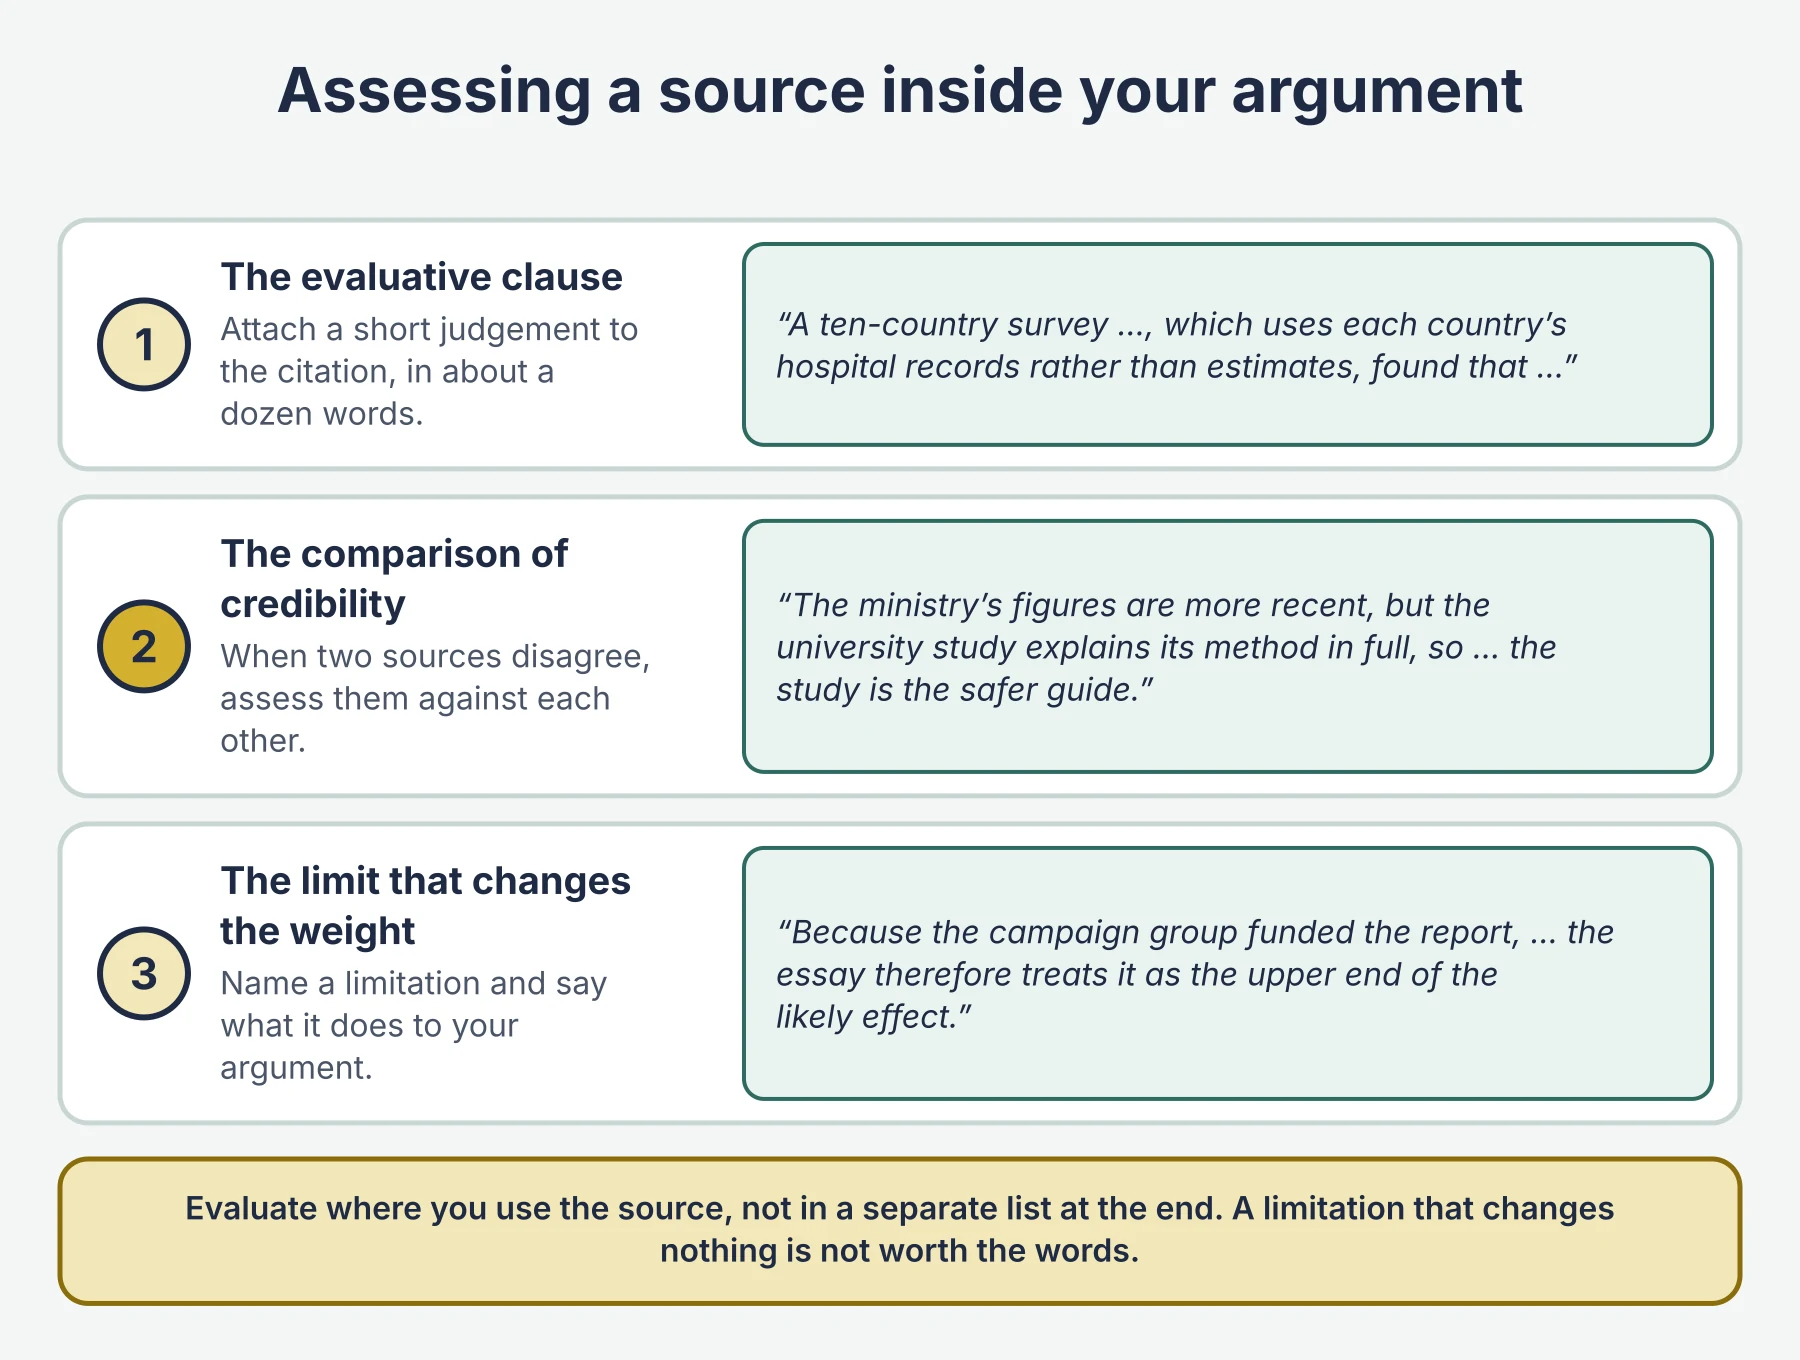 Assessing a source inside your argument
1
The evaluative clause
Attach a short judgement to
the citation, in about a
dozen words.
“A ten-country survey …, which uses each country’s
hospital records rather than estimates, found that …”
2
The comparison of
credibility
When two sources disagree,
assess them against each
other.
“The ministry’s figures are more recent, but the
university study explains its method in full, so … the
study is the safer guide.”
3
The limit that changes
the weight
Name a limitation and say
what it does to your
argument.
“Because the campaign group funded the report, … the
essay therefore treats it as the upper end of the
likely effect.”
Evaluate where you use the source, not in a separate list at the end. A limitation that changes
nothing is not worth the words.